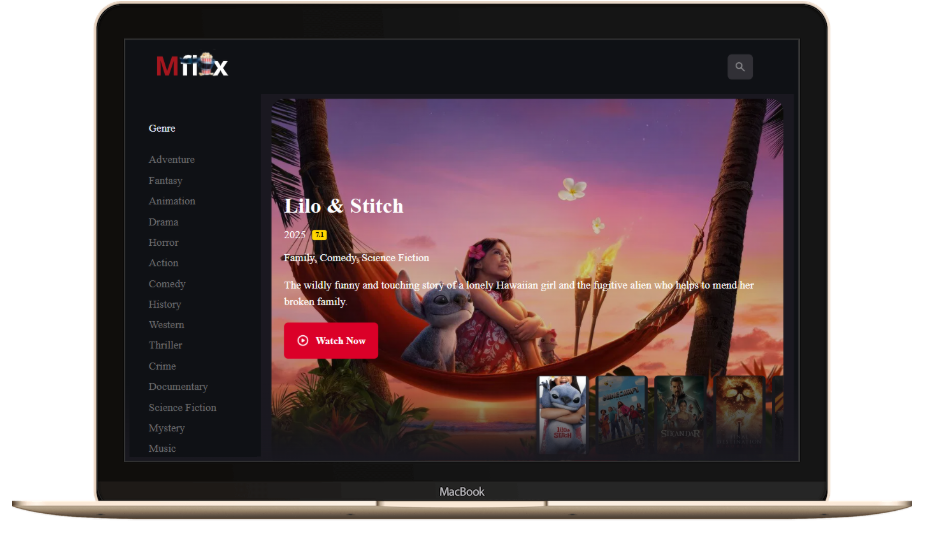 Mflix
Genre
Adventure
Fantasy
Animation
Drama
Horror
Action
Comedy
History
Western
Thriller
Crime
Documentary
Science Fiction
Mystery
Music
Lilo & Stitch
2025 7.1
Family, Comedy, Science Fiction
The wildly funny and touching story of a lonely Hawaiian girl and the fugitive alien who helps to mend her
broken family.
Watch Now
MacBook